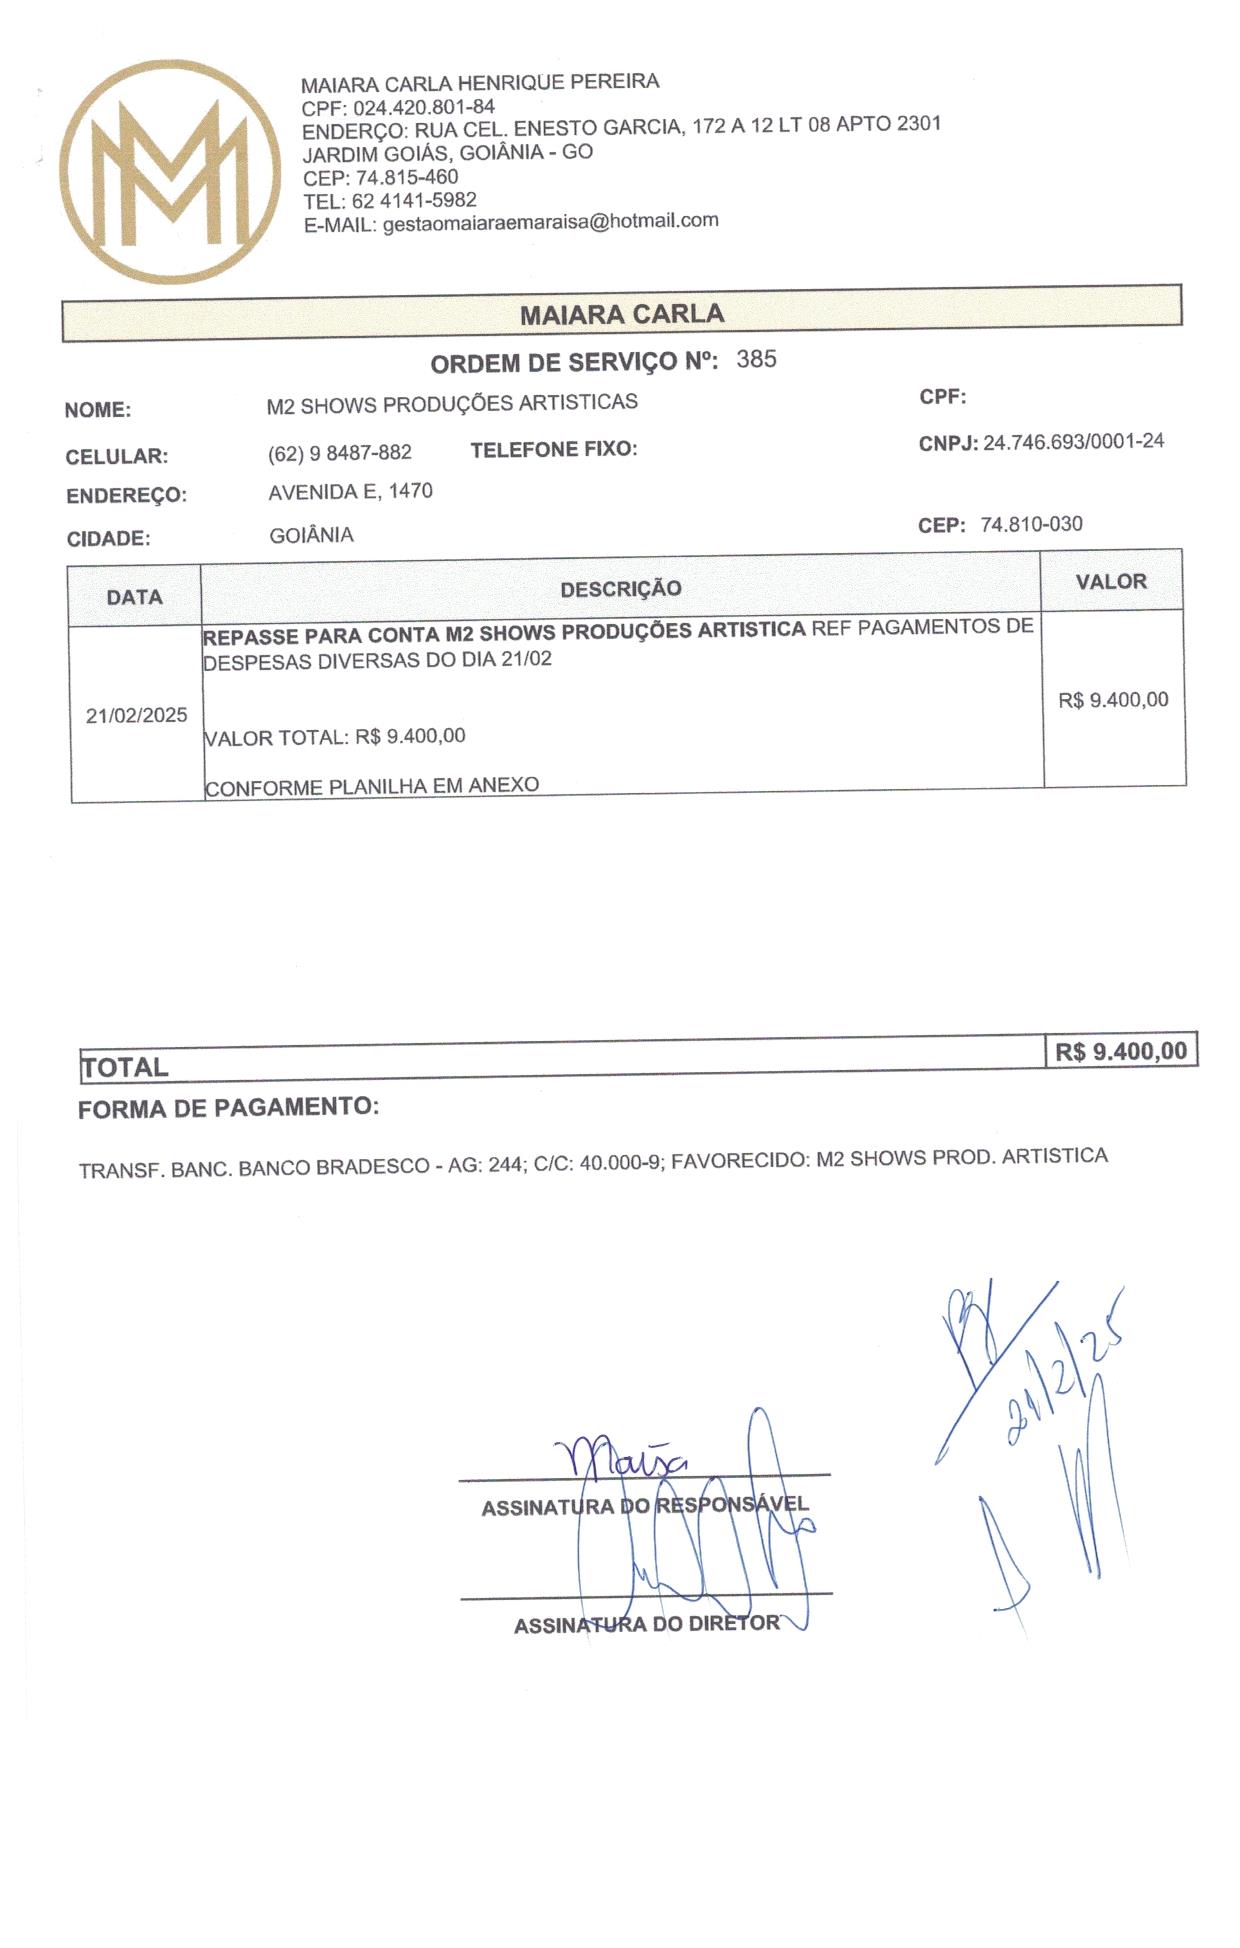 MAIARA CARLA HENRIQUE PEREIRA
CPF: 024.420.801-84
ENDERÇO: RUA CEL. ENESTO GARCIA, 172 A 12 LT 08 APTO 2301
JARDIM GOIÁS, GOIÂNIA - GO
CEP: 74.815-460
TEL: 62 4141-5982
E-MAIL: gestaomaiaraemaraisa@hotmail.com
MAIARA CARLA
ORDEM DE SERVIÇO Nº: 385
NOME: M2 SHOWS PRODUÇÕES ARTISTICAS CPF:
CELULAR: (62) 9 8487-882 TELEFONE FIXO: CNPJ: 24.746.693/0001-24
ENDEREÇO: AVENIDA E, 1470
CIDADE: GOIÂNIA CEP: 74.810-030
DATA DESCRIÇÃO VALOR
REPASSE PARA CONTA M2 SHOWS PRODUÇÕES ARTISTICA REF PAGAMENTOS DE
DESPESAS DIVERSAS DO DIA 21/02
21/02/2025 R$ 9.400,00
VALOR TOTAL: R$ 9.400,00
CONFORME PLANILHA EM ANEXO
TOTAL R$ 9.400,00
FORMA DE PAGAMENTO:
TRANSF. BANC. BANCO BRADESCO - AG: 244; C/C: 40.000-9; FAVORECIDO: M2 SHOWS PROD. ARTISTICA
21/2/25
ASSINATURA DO RESPONSÁVEL
ASSINATURA DO DIRETOR